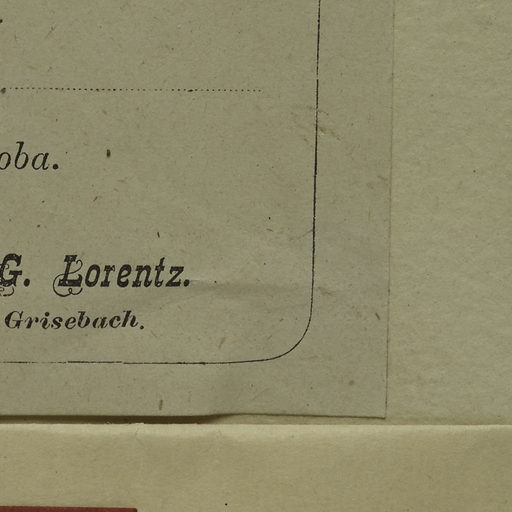 oba.
G. Lorentz.
Grisebach.